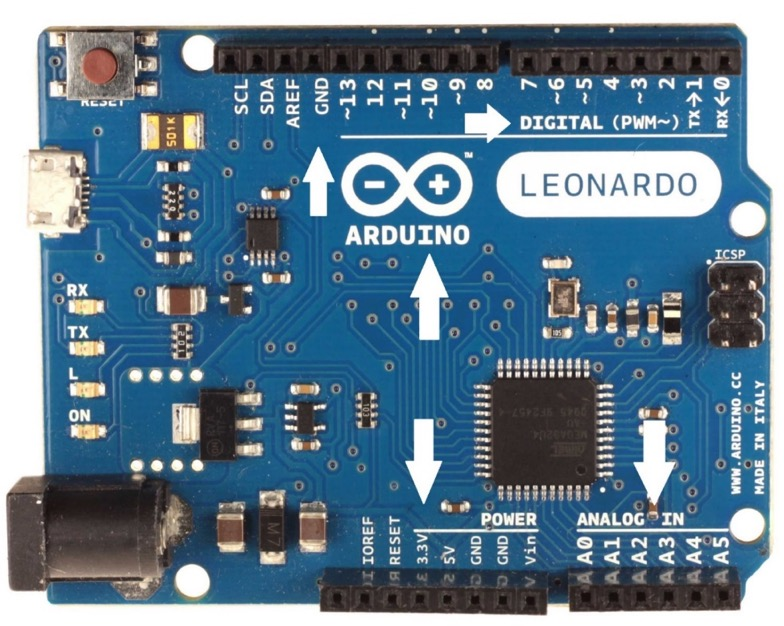 RESET
SCL
SDA
AREF
GND
~13
12
~11
~10
~9
8
7
~6
~5
4
~3
2
TX→1
RX←0
DIGITAL (PWM~)
501K
™
LEONARDO
ARDUINO
ICSP
RX
TX
L
ON
WWW.ARDUINO.CC
MADE IN ITALY
M7
POWER
ANALOG IN
IOREF
RESET
3.3V
5V
GND
GND
Vin
A0
A1
A2
A3
A4
A5